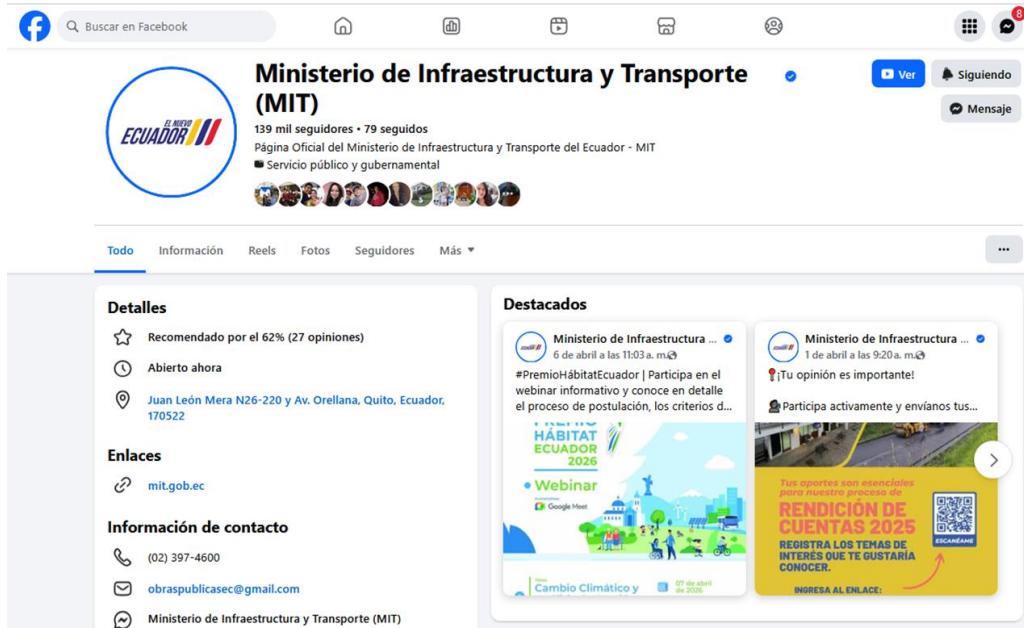 Buscar en Facebook
8
Ministerio de Infraestructura y Transporte
(MIT)
139 mil seguidores • 79 seguidos
Página Oficial del Ministerio de Infraestructura y Transporte del Ecuador - MIT
Servicio público y gubernamental
EL NUEVO
ECUADOR
Ver
Siguiendo
Mensaje
Todo
Información
Reels
Fotos
Seguidores
Más
Detalles
Recomendado por el 62% (27 opiniones)
Abierto ahora
Juan León Mera N26-220 y Av. Orellana, Quito, Ecuador,
170522
Enlaces
mit.gob.ec
Información de contacto
(02) 397-4600
obraspublicasec@gmail.com
Ministerio de Infraestructura y Transporte (MIT)
Destacados
Ministerio de Infraestructura ...
6 de abril a las 11:03 a. m.
#PremioHábitatEcuador | Participa en el
webinar informativo y conoce en detalle
el proceso de postulación, los criterios d...
PREMIO
HÁBITAT
ECUADOR
2026
Webinar
Google Meet
Cambio Climático y
07 de abril
de 2026
Ministerio de Infraestructura ...
1 de abril a las 9:20 a. m.
¡Tu opinión es importante!
Participa activamente y envíanos tus...
Tus aportes son esenciales
para nuestro proceso de
RENDICIÓN DE
CUENTAS 2025
REGISTRA LOS TEMAS DE
INTERÉS QUE TE GUSTARÍA
CONOCER.
ESCANÉAME
INGRESA AL ENLACE: